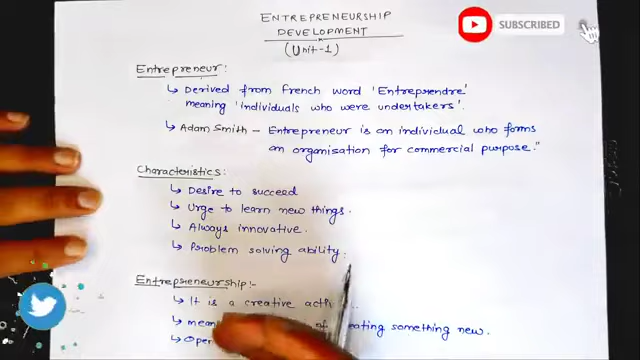 ENTREPRENEURSHIP
DEVELOPMENT
(Unit-1)
SUBSCRIBED
Entrepreneur:
↳ Derived from French word 'Entreprendre'
meaning 'individuals who were undertakers'.
↳ Adam Smith - Entrepreneur is an individual who forms
an organisation for commercial purpose."
Characteristics:
↳ Desire to succeed
↳ Urge to learn new things.
↳ Always innovative.
↳ Problem solving ability.
Entrepreneurship:-
↳ It is a creative
↳ of something new.